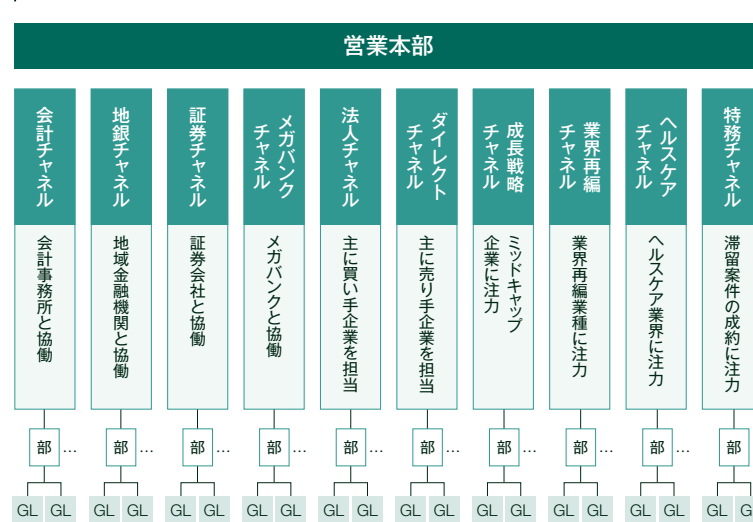 営業本部
会計チャネル
地銀チャネル
証券チャネル
メガバンク
チャネル
法人チャネル
ダイレクト
チャネル
成長戦略
チャネル
業界再編
チャネル
ヘルスケア
チャネル
特務チャネル
会計事務所と協働
地域金融機関と協働
証券会社と協働
メガバンクと協働
主に買い手企業を担当
主に売り手企業を担当
ミッドキャップ
企業に注力
業界再編業種に注力
ヘルスケア業界に注力
滞留案件の成約に注力
部 … 部 … 部 … 部 … 部 … 部 … 部 … 部 … 部 … 部
GL GL GL GL GL GL GL GL GL GL GL GL GL GL GL GL GL GL GL